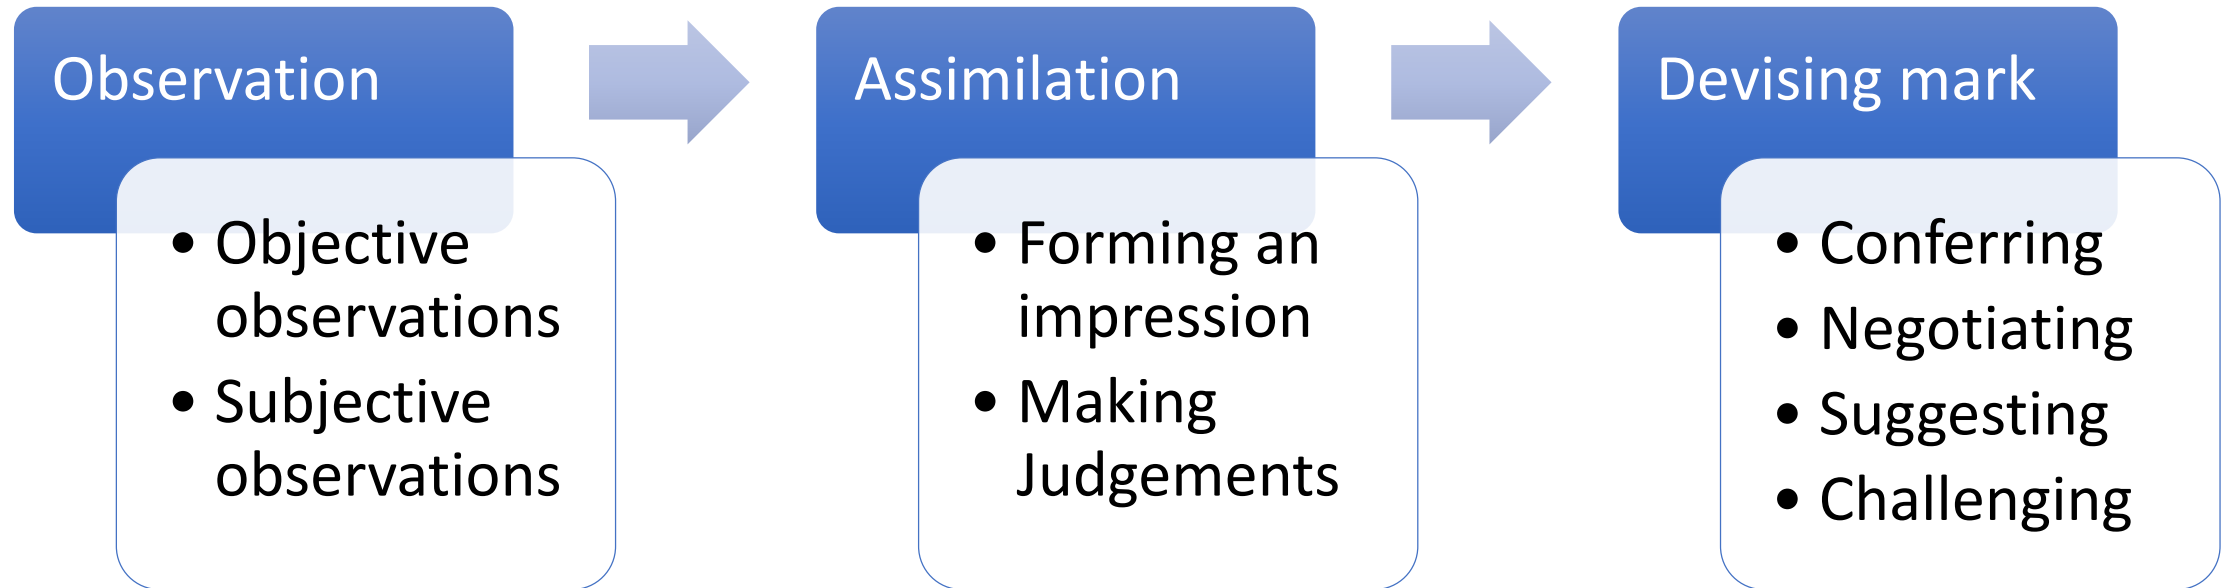 Observation
• Objective
observations
• Subjective
observations
Assimilation
• Forming an
impression
• Making
Judgements
Devising mark
• Conferring
• Negotiating
• Suggesting
• Challenging